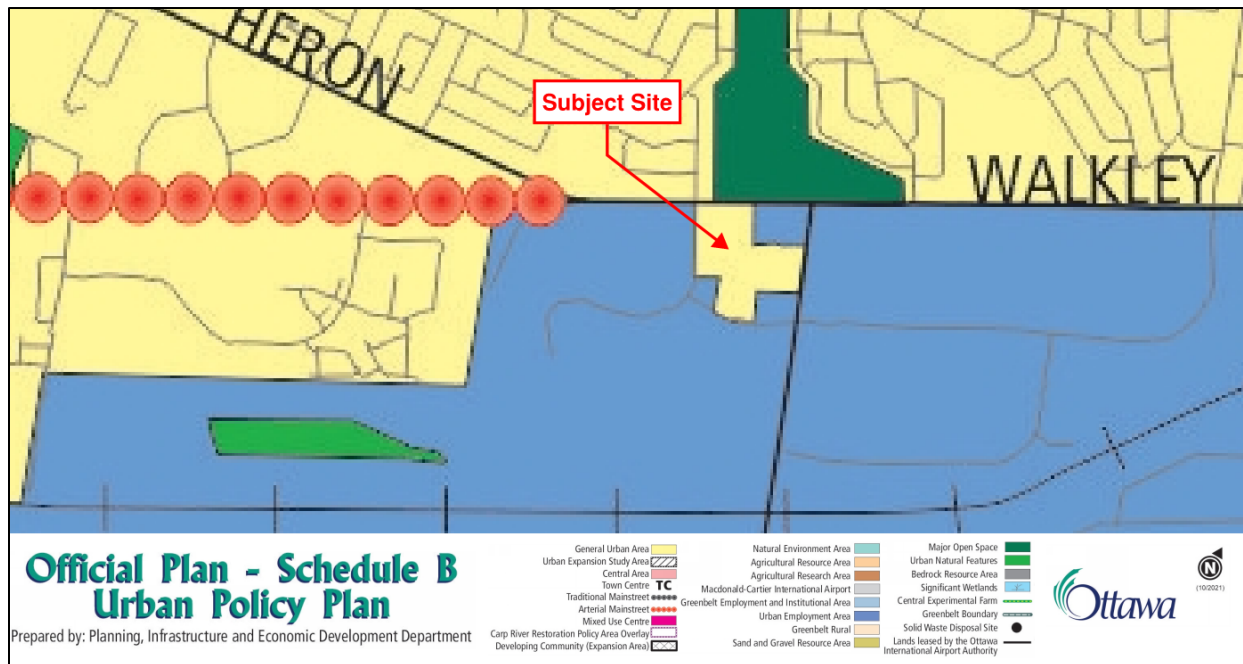 HERON
Subject Site
WALKLEY
Official Plan - Schedule B
Urban Policy Plan
Prepared by: Planning, Infrastructure and Economic Development Department
General Urban Area
Urban Expansion Study Area
Central Area
Town Centre TC
Traditional Mainstreet
Arterial Mainstreet
Mixed Use Centre
Carp River Restoration Policy Area Overlay
Developing Community (Expansion Area)
Natural Environment Area
Agricultural Resource Area
Agricultural Research Area
Macdonald-Cartier International Airport
Greenbelt Employment and Institutional Area
Urban Employment Area
Greenbelt Rural
Sand and Gravel Resource Area
Major Open Space
Urban Natural Features
Bedrock Resource Area
Significant Wetlands
Central Experimental Farm
Greenbelt Boundary
Solid Waste Disposal Site
Lands leased by the Ottawa
International Airport Authority
Ottawa
N
(10/2021)